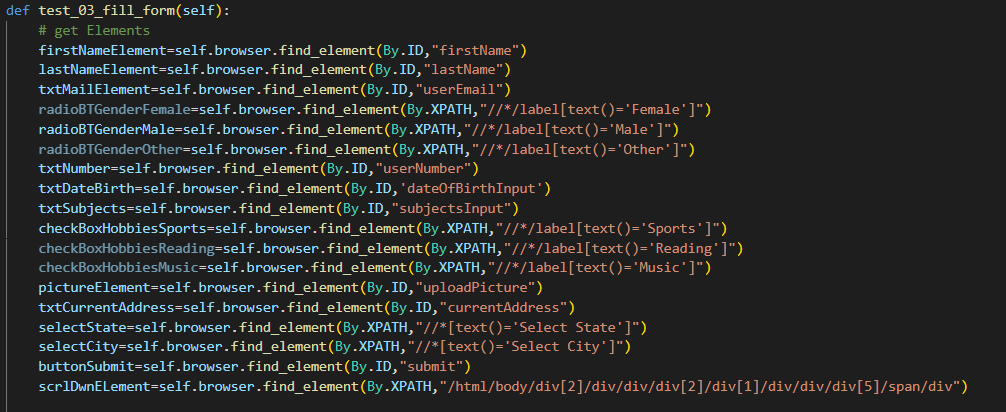 def test_03_fill_form(self):
# get Elements
firstNameElement=self.browser.find_element(By.ID,"firstName")
lastNameElement=self.browser.find_element(By.ID,"lastName")
txtMailElement=self.browser.find_element(By.ID,"userEmail")
radioBTGenderFemale=self.browser.find_element(By.XPATH,"//*/label[text()='Female']")
radioBTGenderMale=self.browser.find_element(By.XPATH,"//*/label[text()='Male']")
radioBTGenderOther=self.browser.find_element(By.XPATH,"//*/label[text()='Other']")
txtNumber=self.browser.find_element(By.ID,"userNumber")
txtDateBirth=self.browser.find_element(By.ID,'dateOfBirthInput')
txtSubjects=self.browser.find_element(By.ID,"subjectsInput")
checkBoxHobbiesSports=self.browser.find_element(By.XPATH,"//*/label[text()='Sports']")
checkBoxHobbiesReading=self.browser.find_element(By.XPATH,"//*/label[text()='Reading']")
checkBoxHobbiesMusic=self.browser.find_element(By.XPATH,"//*/label[text()='Music']")
pictureElement=self.browser.find_element(By.ID,"uploadPicture")
txtCurrentAddress=self.browser.find_element(By.ID,"currentAddress")
selectState=self.browser.find_element(By.XPATH,"//*[text()='Select State']")
selectCity=self.browser.find_element(By.XPATH,"//*[text()='Select City']")
buttonSubmit=self.browser.find_element(By.ID,"submit")
scrlDwnELement=self.browser.find_element(By.XPATH,"/html/body/div[2]/div/div/div[2]/div[1]/div/div/div[5]/span/div")